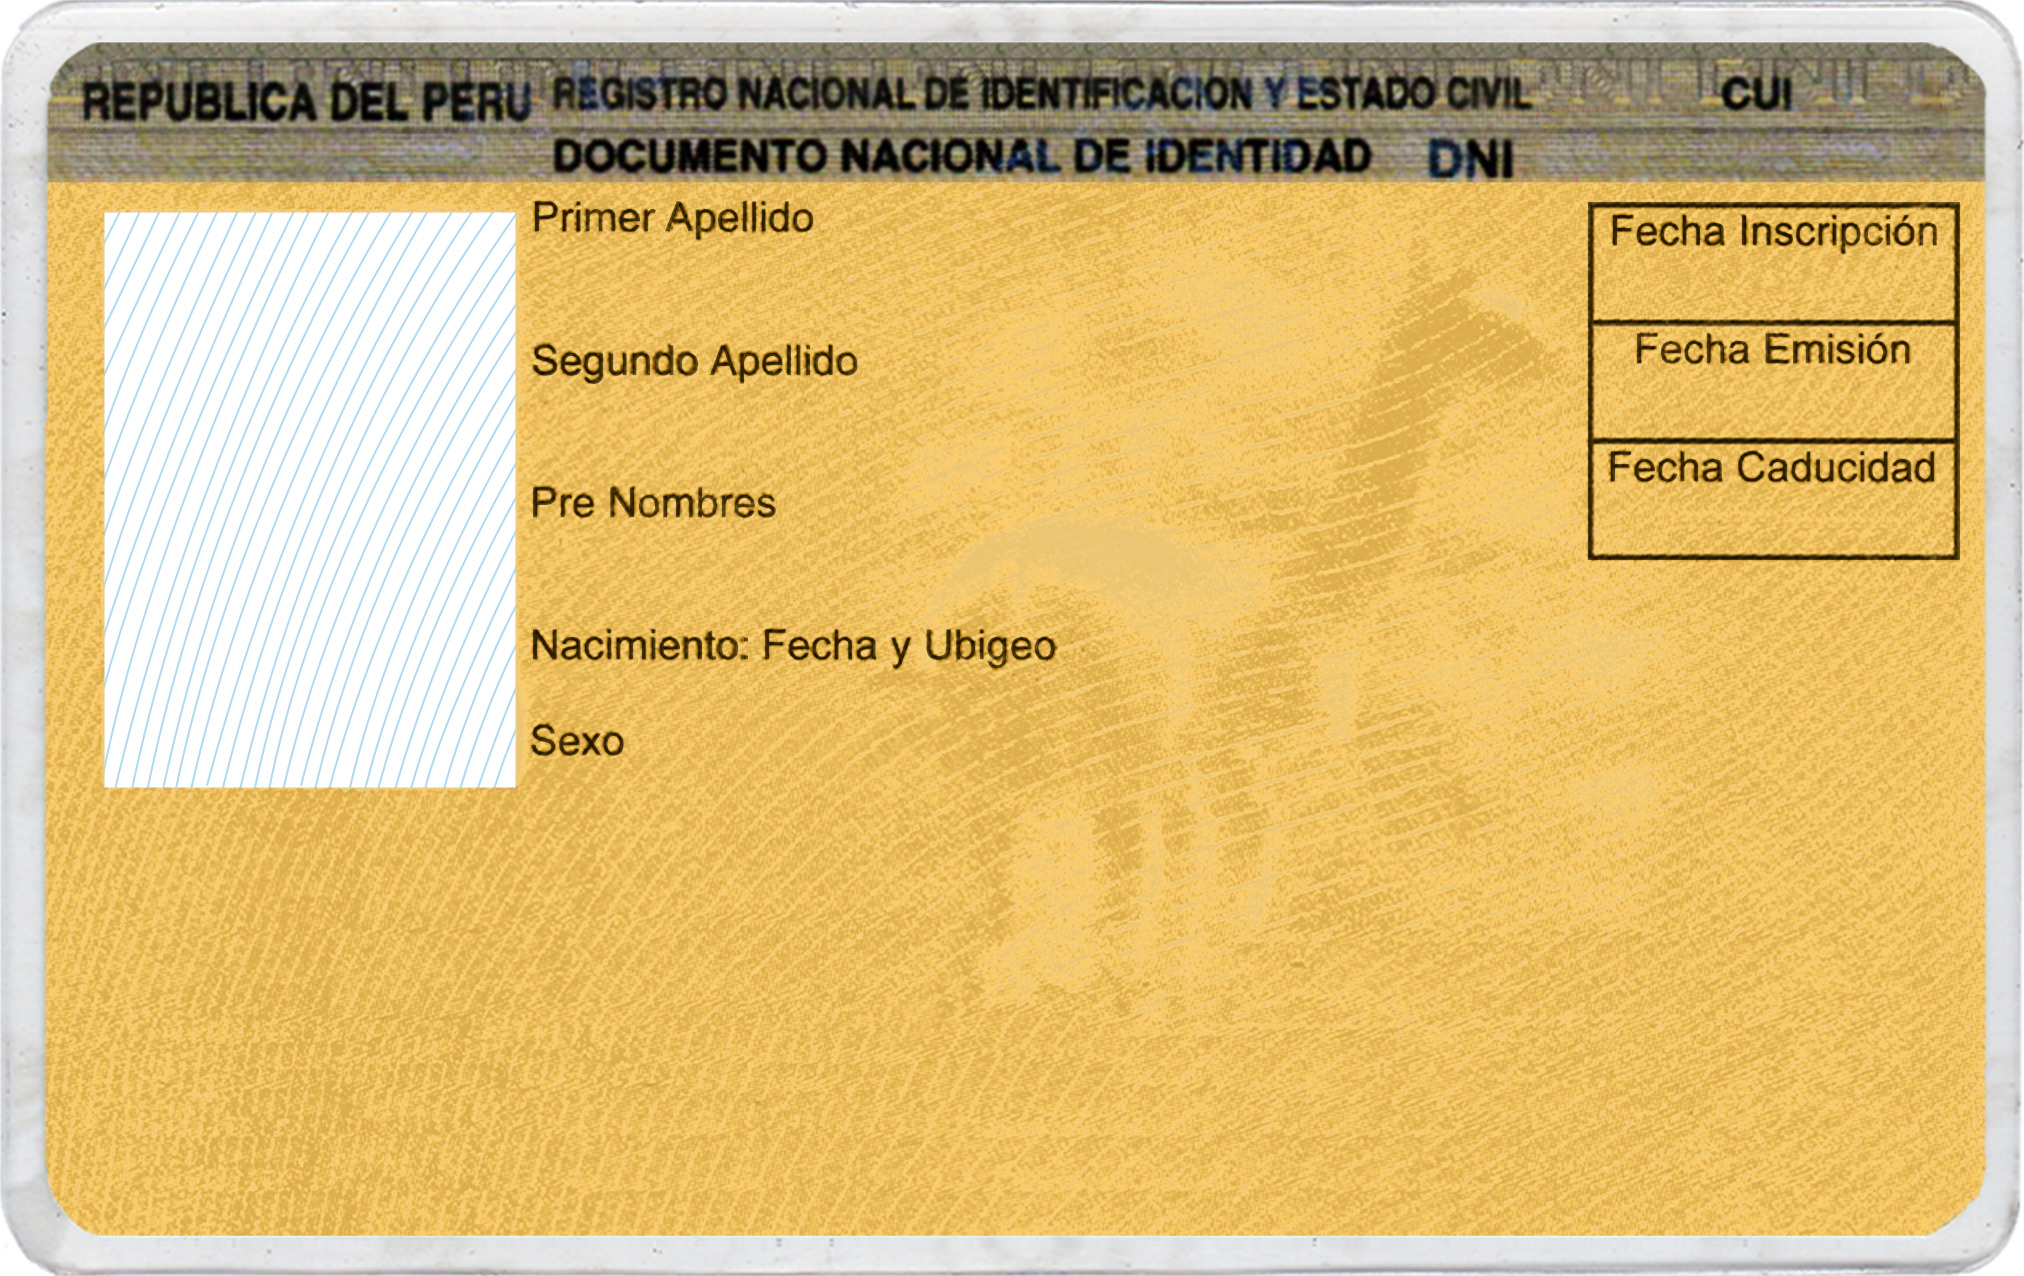 REPUBLICA DEL PERU REGISTRO NACIONAL DE IDENTIFICACION Y ESTADO CIVIL CUI
DOCUMENTO NACIONAL DE IDENTIDAD DNI
Primer Apellido
Segundo Apellido
Pre Nombres
Nacimiento: Fecha y Ubigeo
Sexo
Fecha Inscripción
Fecha Emisión
Fecha Caducidad